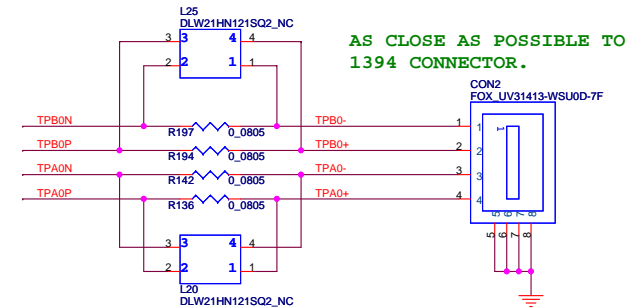 L25
DLW21HN121SQ2_NC
3 3 4 4
2 2 1 1
AS CLOSE AS POSSIBLE TO
1394 CONNECTOR.
CON2
FOX_UV31413-WSU0D-7F
TPB0N TPB0- 1 1 1
R197 0_0805
TPB0P TPB0+ 2 2
R194 0_0805
TPA0N TPA0- 3 3
R142 0_0805
TPA0P TPA0+ 4 4
R136 0_0805
5 6 7 8
5 6 7 8
3 3 4 4
2 2 1 1
L20
DLW21HN121SQ2_NC